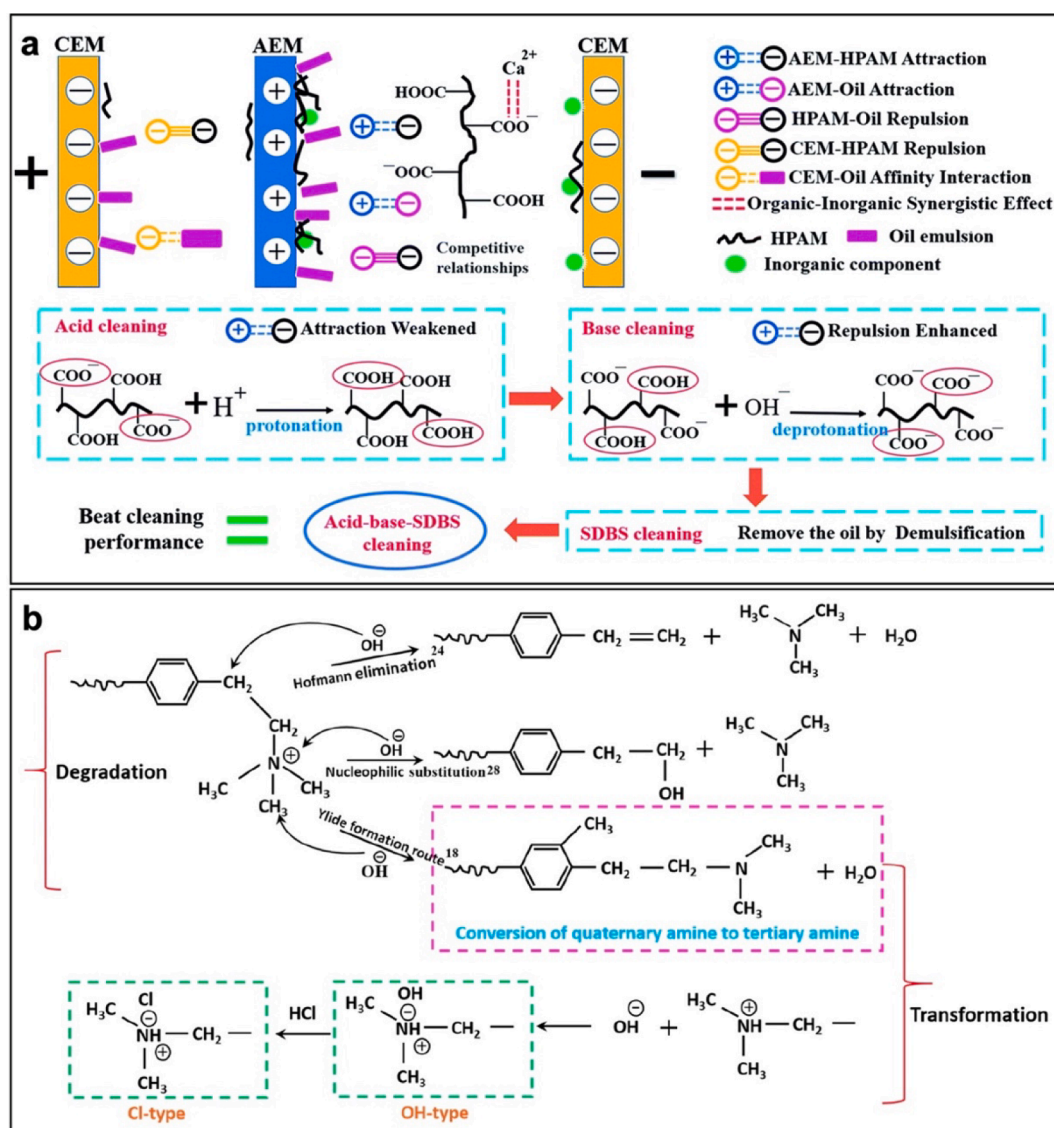 a
CEM
AEM
CEM
Ca2+
HOOC
COO−
−OOC
COOH
Competitive
relationships
AEM-HPAM Attraction
AEM-Oil Attraction
HPAM-Oil Repulsion
CEM-HPAM Repulsion
CEM-Oil Affinity Interaction
Organic-Inorganic Synergistic Effect
HPAM
Oil emulsion
Inorganic component
Acid cleaning
Attraction Weakened
COO−
COOH
COOH
COO−
+ H+
protonation
COOH
COOH
COOH
COOH
Base cleaning
Repulsion Enhanced
COO−
COOH
COOH
COO−
+ OH−
deprotonation
COO−
COO−
COO−
COO−
Beat cleaning
performance
Acid-base-SDBS
cleaning
SDBS cleaning Remove the oil by Demulsification
b
Degradation
CH2
CH2
N ⊕
H3C
CH3
CH3
⊖
OH
Hofmann elimination 24
CH2 CH2 + H3C N CH3 CH3 + H2O
⊖
OH
Nucleophilic substitution28
CH2 CH2 OH + H3C N CH3 CH3
Ylide formation route18
⊖
OH
CH3
CH2 CH2 N CH3 CH3 + H2O
Conversion of quaternary amine to tertiary amine
Transformation
Cl
⊖
H3C NH CH2
⊕
CH3
Cl-type
HCl
OH
⊖
H3C NH CH2
⊕
CH3
OH-type
⊖
OH
+
H3C ⊕
NH CH2
H3C